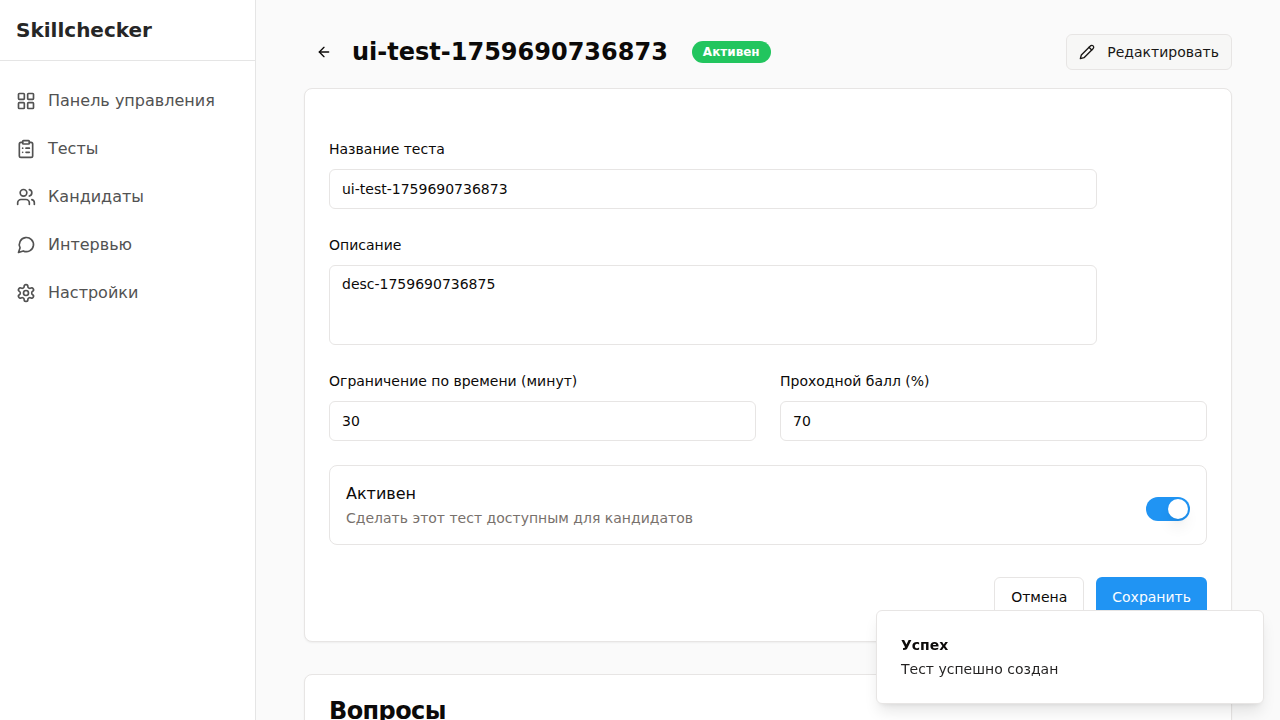 Skillchecker
Панель управления
Тесты
Кандидаты
Интервью
Настройки
ui-test-1759690736873
Активен
Редактировать
Название теста
ui-test-1759690736873
Описание
desc-1759690736875
Ограничение по времени (минут)
Проходной балл (%)
30
70
Активен
Сделать этот тест доступным для кандидатов
Отмена
Сохранить
Успех
Тест успешно создан
Вопросы